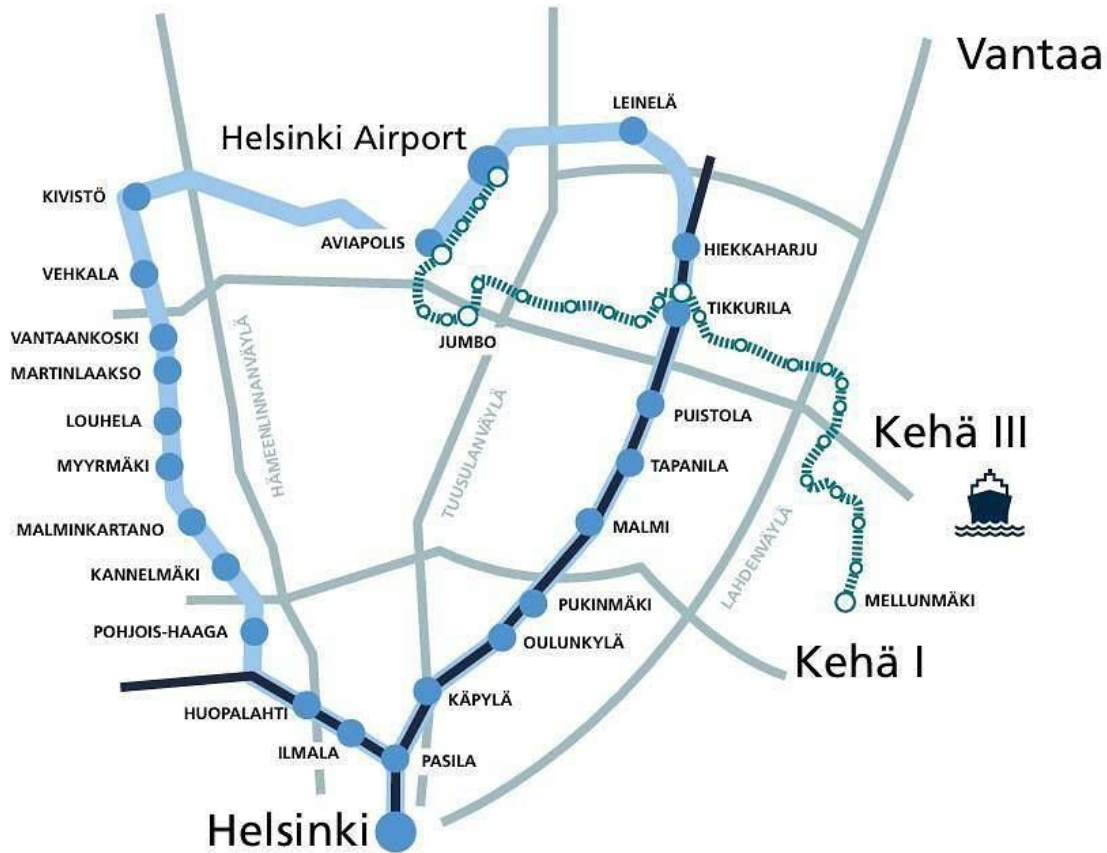 Vantaa
LEINELÄ
Helsinki Airport
KIVISTÖ
AVIAPOLIS
HIEKKAHARJU
VEHKALA
TIKKURILA
VANTAANKOSKI
JUMBO
MARTINLAAKSO
HÄMEENLINNANVÄYLÄ
TUUSULANVÄYLÄ
PUISTOLA
LOUHELA
Kehä III
MYYRMÄKI
TAPANILA
MALMINKARTANO
MALMI
LAHDENVÄYLÄ
KANNELMÄKI
PUKINMÄKI
MELLUNMÄKI
POHJOIS-HAAGA
OULUNKYLÄ
Kehä I
KÄPYLÄ
HUOPALAHTI
ILMALA
PASILA
Helsinki